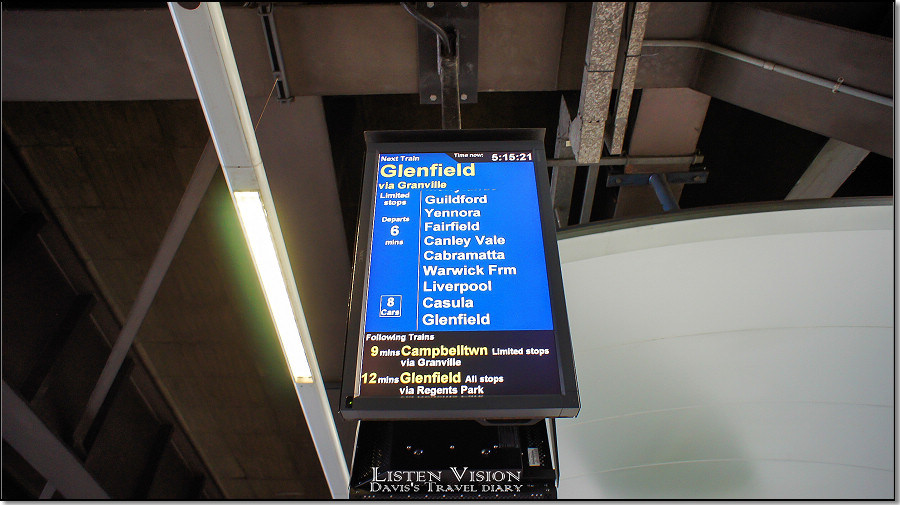 Next Train
Time now: 5:15:21
Glenfield
via Granville
Limited stops
Departs
6
mins
8
Cars
Guildford
Yennora
Fairfield
Canley Vale
Cabramatta
Warwick Frm
Liverpool
Casula
Glenfield
Following Trains
9 mins Campbelltwn Limited stops
via Granville
12 mins Glenfield All stops
via Regents Park
LISTEN VISION
DAVIS'S TRAVEL DIARY